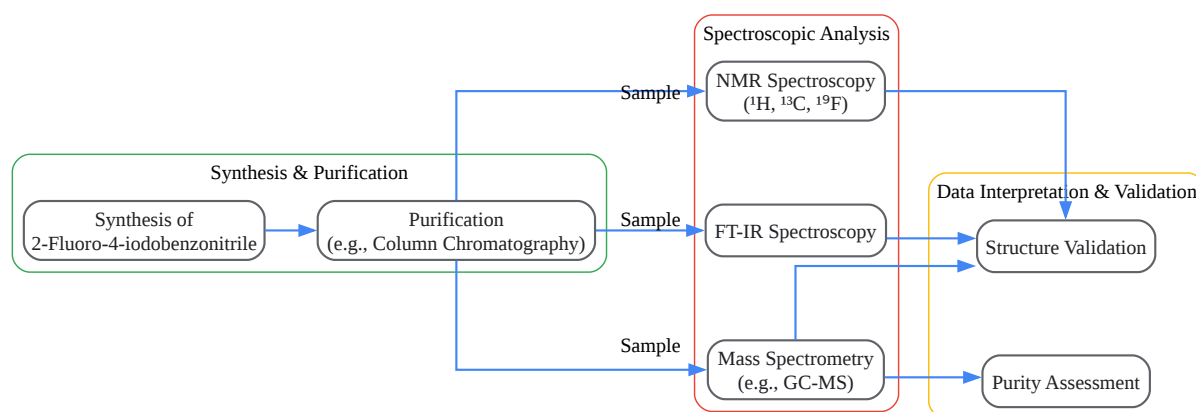 Synthesis & Purification
Synthesis of
2-Fluoro-4-iodobenzonitrile
Purification
(e.g., Column Chromatography)
Sample
Sample
Sample
Spectroscopic Analysis
NMR Spectroscopy
(¹H, ¹³C, ¹⁹F)
FT-IR Spectroscopy
Mass Spectrometry
(e.g., GC-MS)
Data Interpretation & Validation
Structure Validation
Purity Assessment